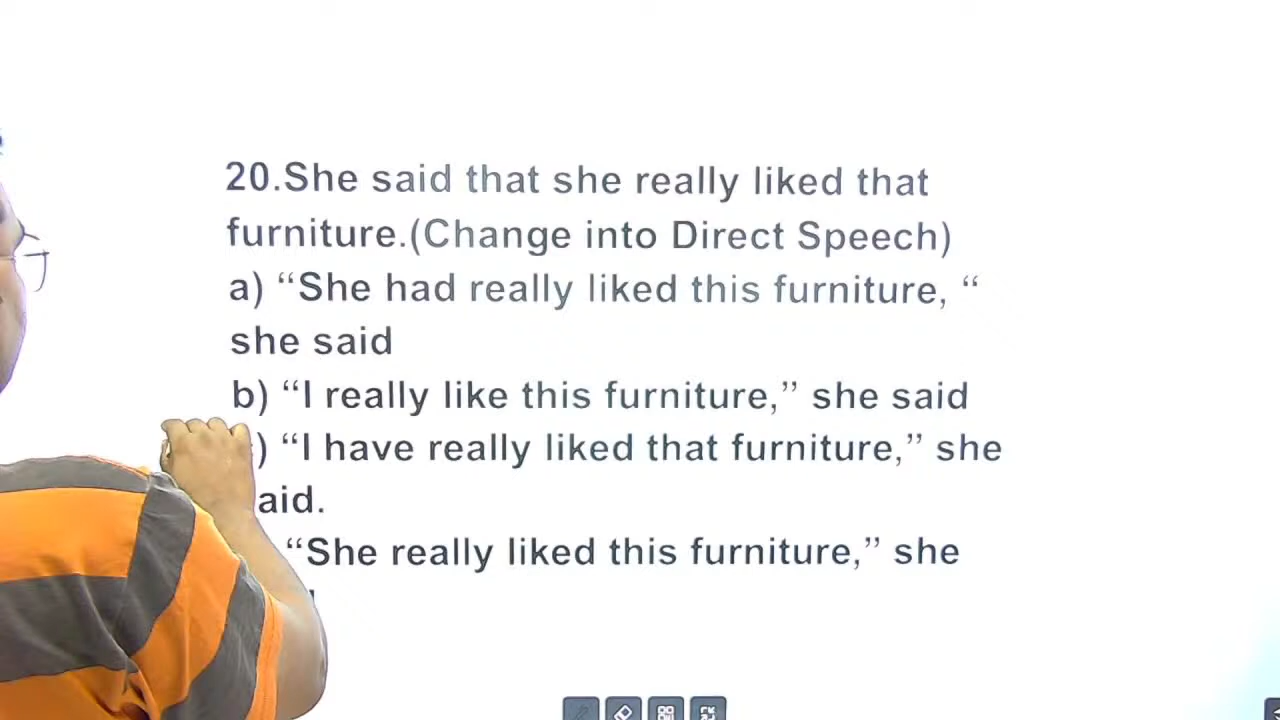 20.She said that she really liked that
furniture.(Change into Direct Speech)
a) “She had really liked this furniture, “
she said
b) “I really like this furniture,” she said
) “I have really liked that furniture,” she
aid.
“She really liked this furniture,” she